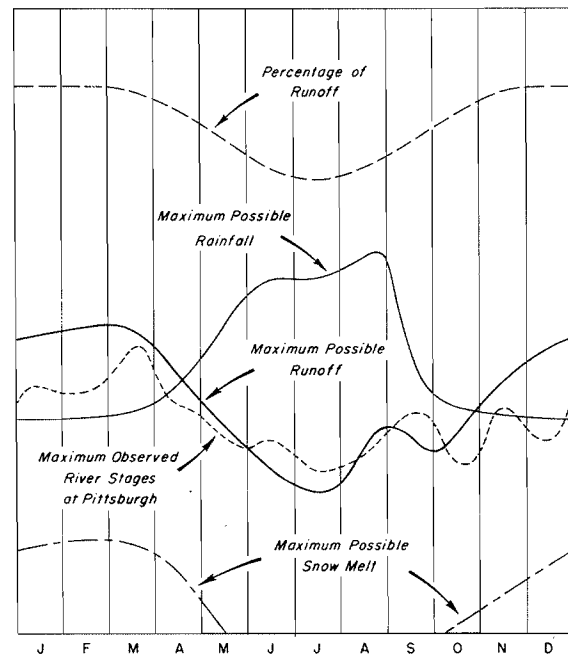 Percentage of
Runoff
Maximum Possible
Rainfall
Maximum Possible
Runoff
Maximum Observed
River Stages
at Pittsburgh
Maximum Possible
Snow Melt
J F M A M J J A S O N D